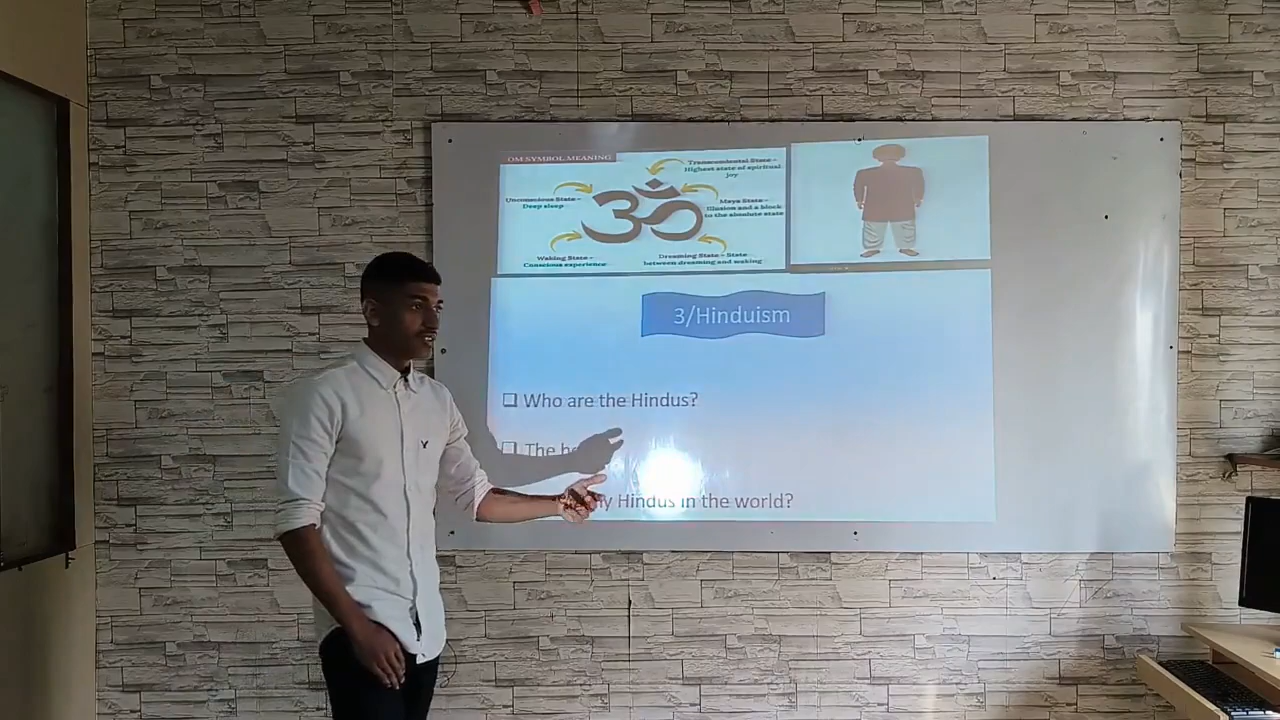 OM SYMBOL MEANING
Transcendental State –
Highest state of spiritual
joy
Unconscious State –
Deep sleep
Maya State –
Illusion and a block
to the absolute state
Waking State –
Conscious experience
Dreaming State – State
between dreaming and waking
3/Hinduism
Who are the Hindus?
The
Hindus in the world?